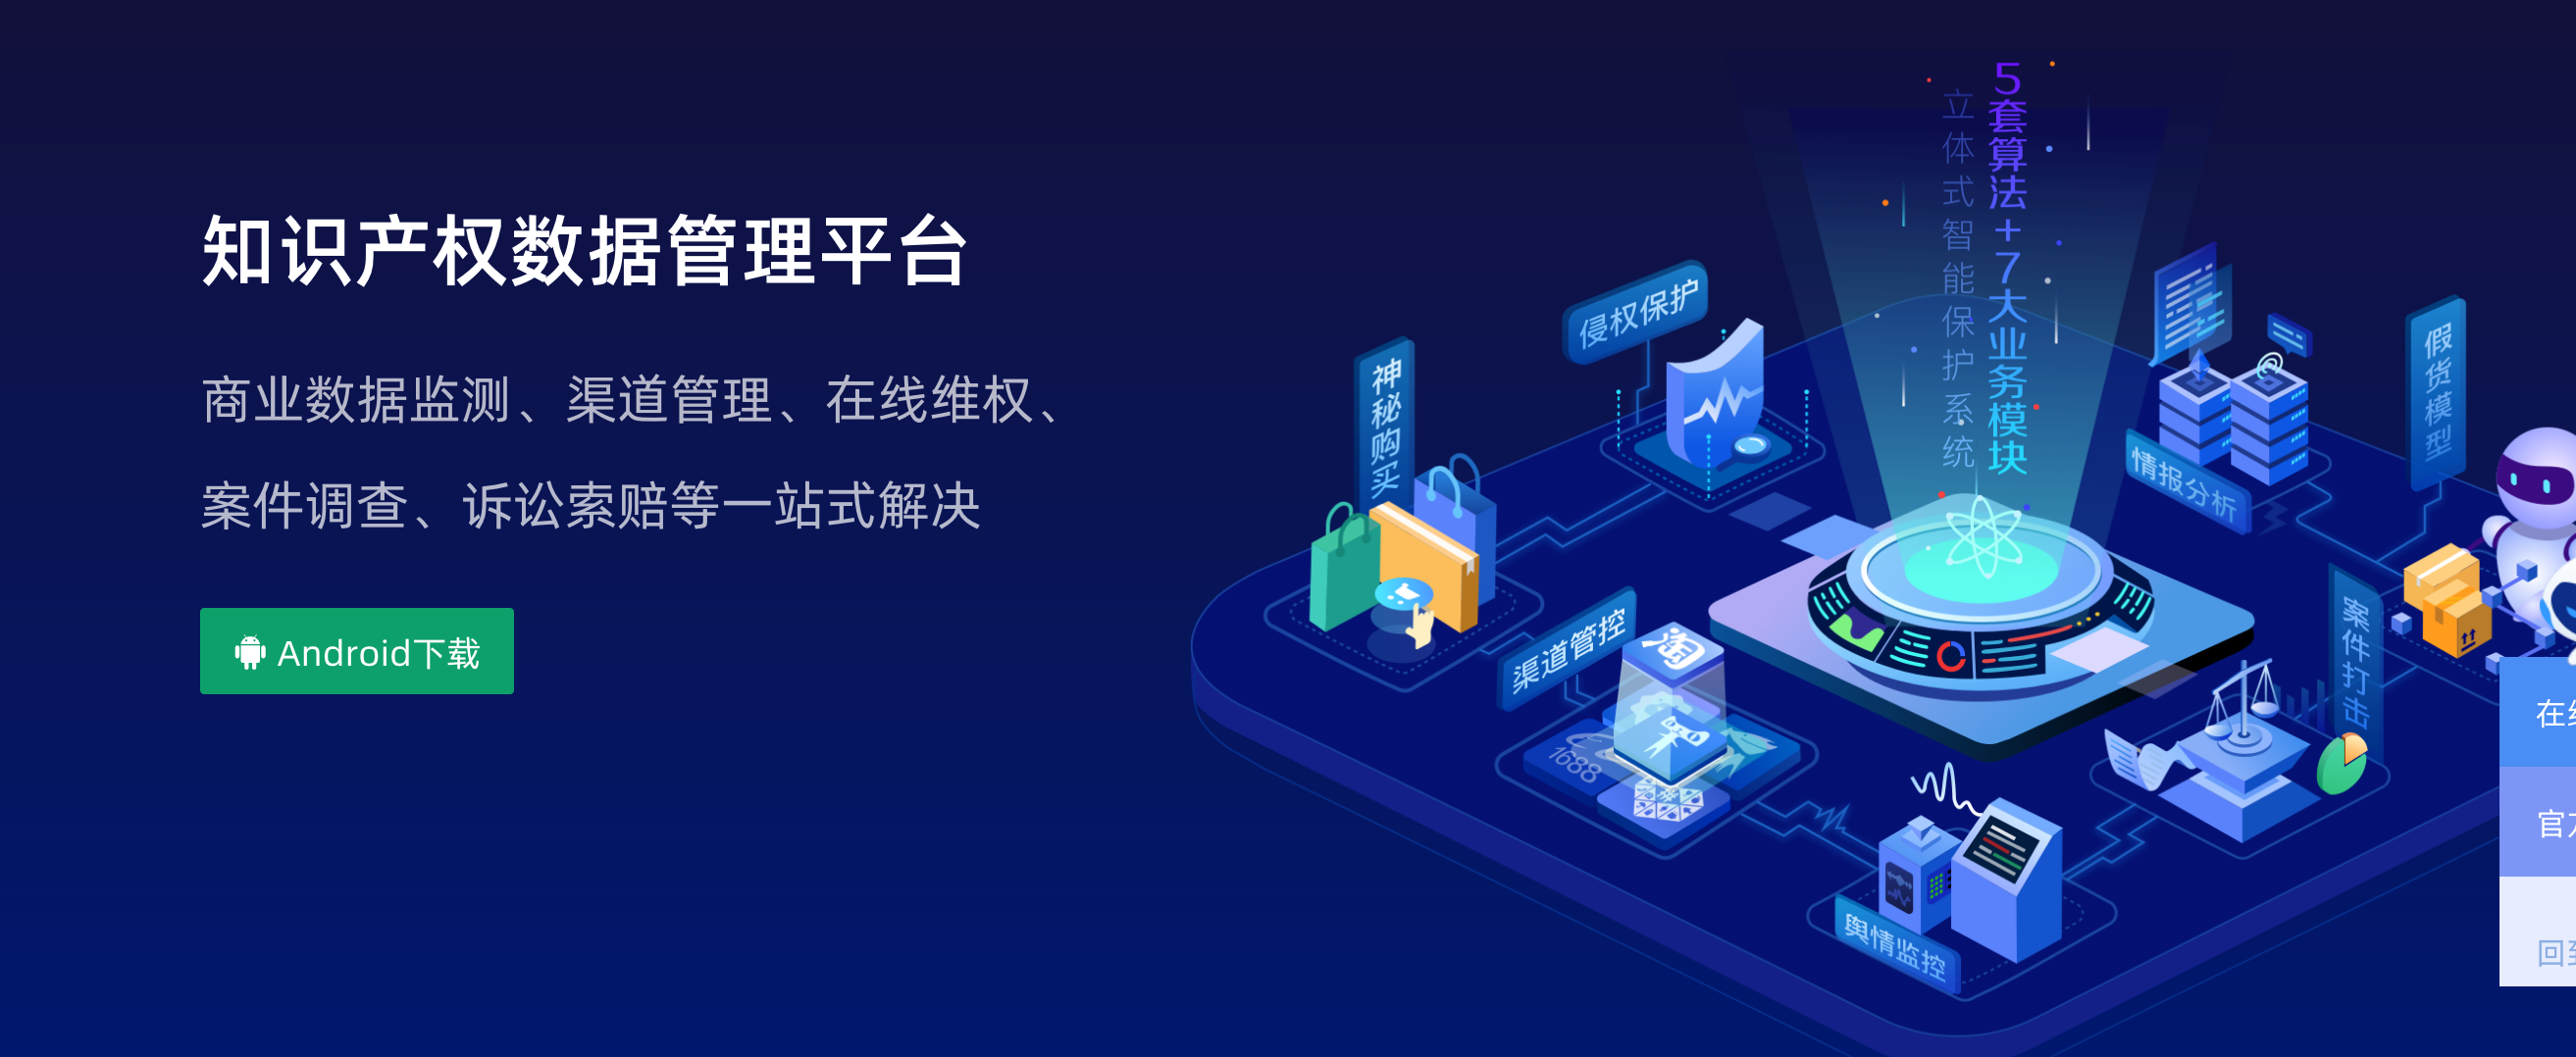 知识产权数据管理平台
商业数据监测、渠道管理、在线维权、
案件调查、诉讼索赔等一站式解决
Android下载
5套算法+7大业务模块
立体式智能保护系统
侵权保护
神秘购买
假货模型
情报分析
渠道管控
淘
1688
案件打击
舆情监控
在
官
回